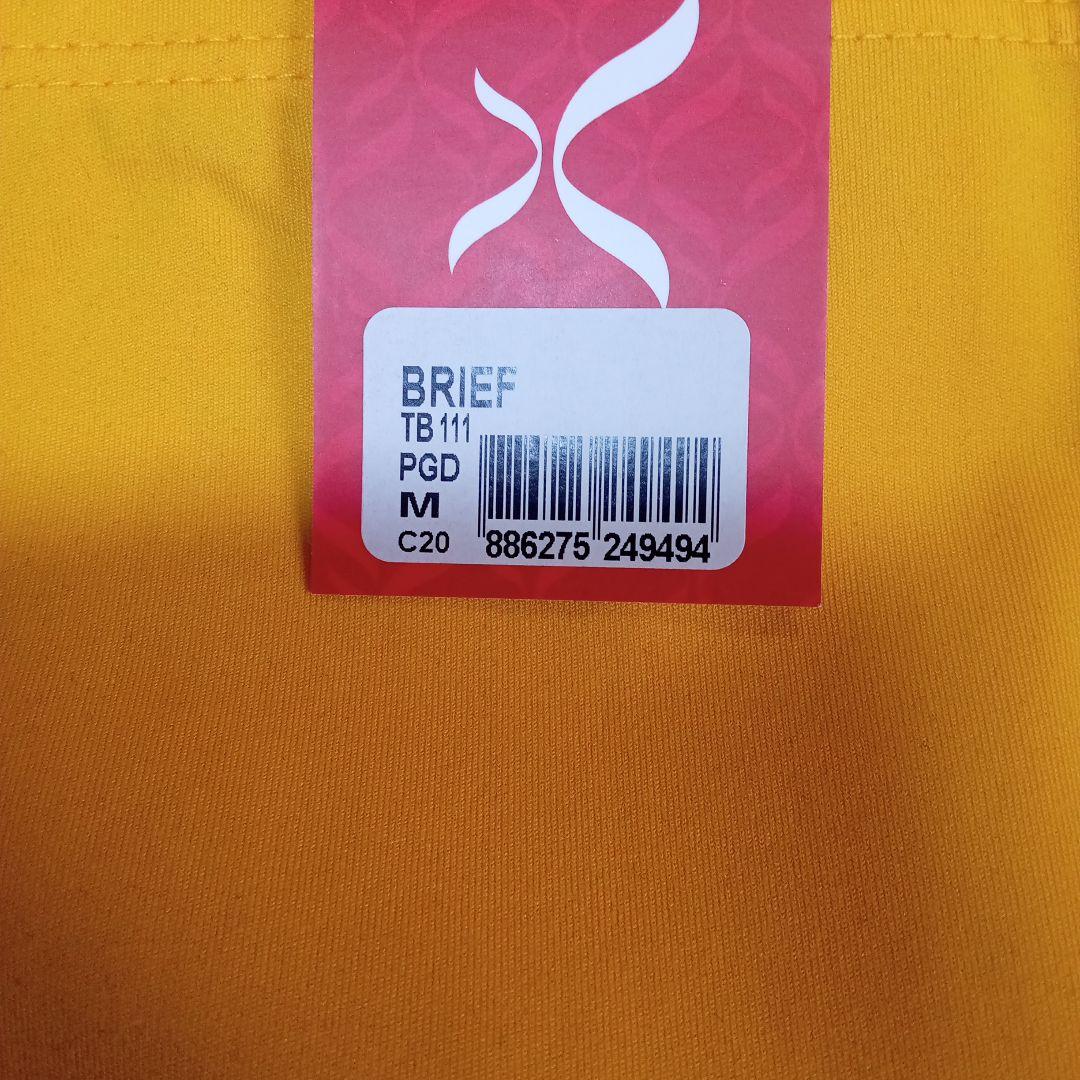 BRIEF
TB 111
PGD
M
C20
886275 249494